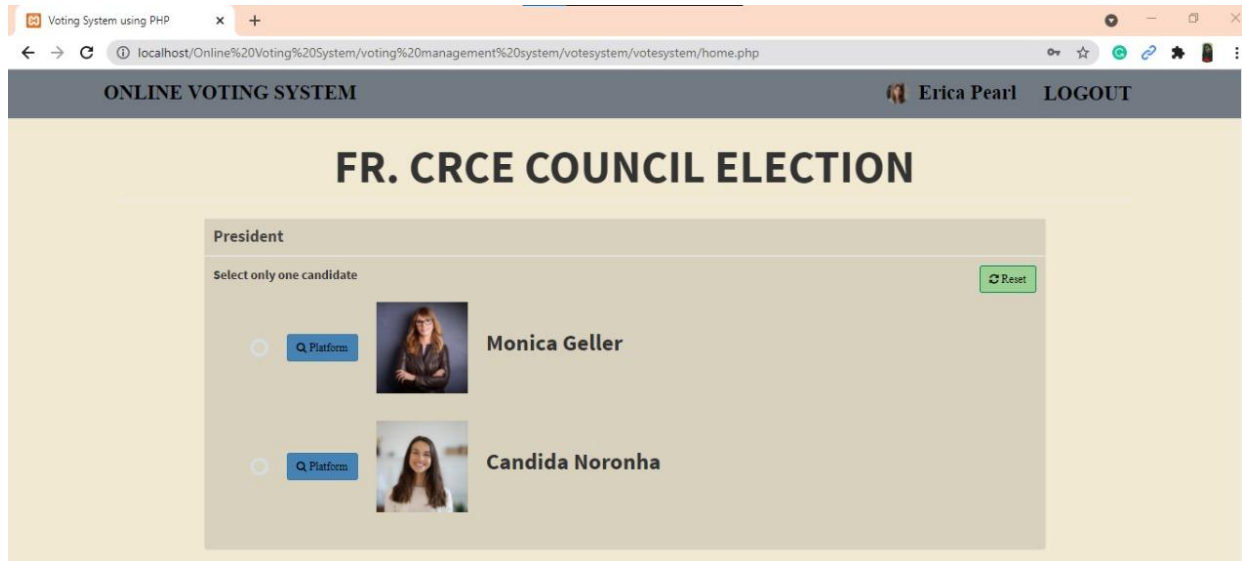 Voting System using PHP
localhost/Online%20Voting%20System/voting%20management%20system/votesystem/votesystem/home.php
ONLINE VOTING SYSTEM Erica Pearl LOGOUT
FR. CRCE COUNCIL ELECTION
President
Select only one candidate Reset
Platform Monica Geller
Platform Candida Noronha